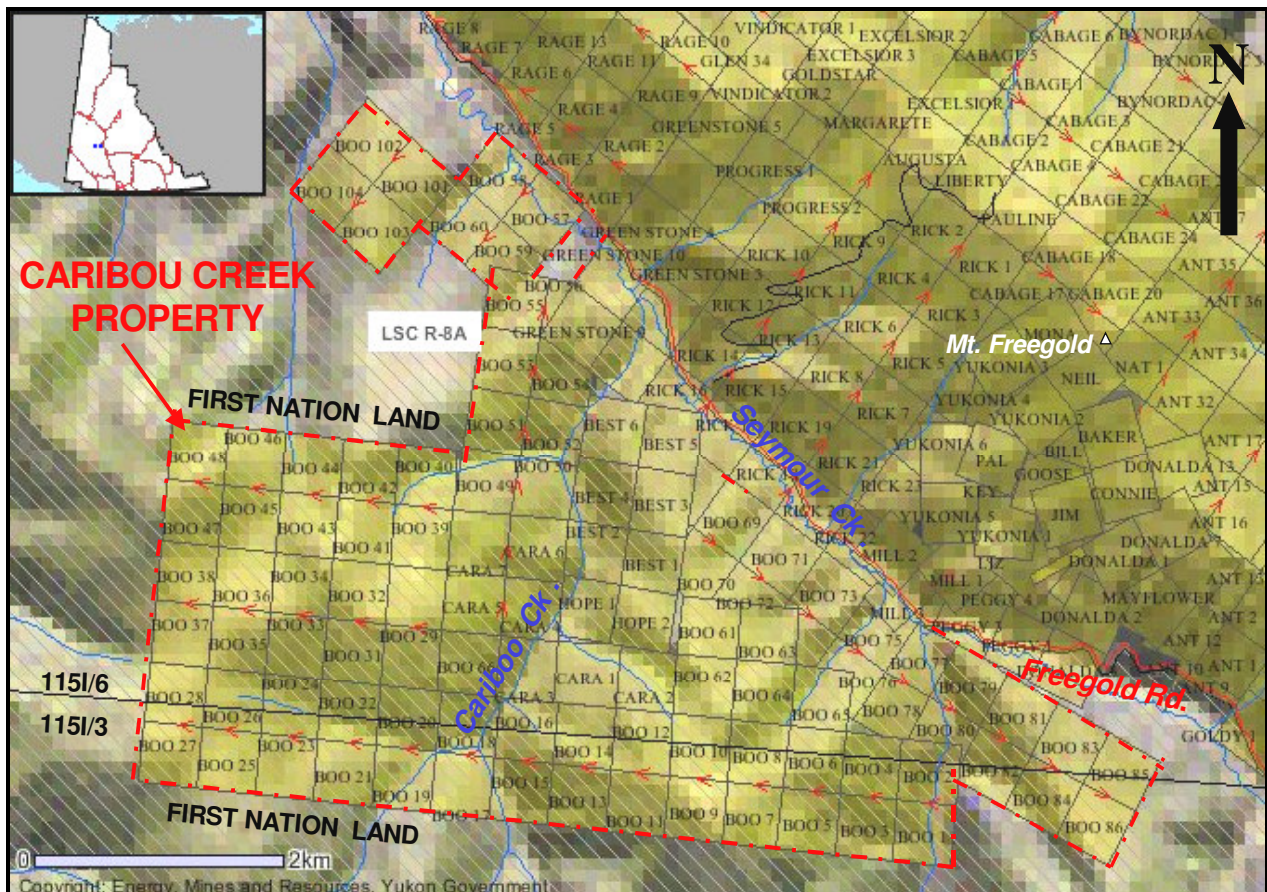 RAGE 8
VINDICATOR 1
EXCELSIOR 2
CABAGE 6
BYNORDAC 1
RAGE 7
RAGE 13
RAGE 10
EXCELSIOR 3
CABAGE 5
N
RAGE 11
GLEN 34
RAGE 6
GOLDSTAR
CABAGE 1
RAGE 9
VINDICATOR 2
RAGE 4
EXCELSIOR 1
BYNORDAC 4
CABAGE 3
RAGE 5
GREENSTONE 5
MARGARETE
CABAGE 2
BOO 102
RAGE 2
CABAGE 21
RAGE 3
AUGUSTA
CABAGE 4
PROGRESS 1
LIBERTY
BOO 104
BOO 101
BOO 58
RAGE 1
CABAGE 22
PROGRESS 2
PAULINE
BOO 103
BOO 60
BOO 57
GREEN STONE 4
RICK 9
RICK 2
CABAGE 24
BOO 59
GREEN STONE 10
RICK 10
CABAGE 18
ANT 35
CARIBOU CREEK
PROPERTY
GREEN STONE 3
RICK 4
RICK 1
BOO 56
RICK 11
CABAGE 17
CABAGE 20
BOO 55
RICK 12
RICK 3
ANT 36
LSC R-8A
GREEN STONE 9
RICK 6
RICK 13
MONA
ANT 33
Mt. Freegold
RICK 14
RICK 5
YUKONIA 3
NAT 1
ANT 34
BOO 53
BOO 54
RICK 8
NEIL
RICK 16
RICK 15
YUKONIA 4
ANT 32
FIRST NATION LAND
RICK 7
YUKONIA 2
BOO 51
BEST 6
RICK 19
BAKER
BOO 46
BOO 52
BEST 5
YUKONIA 6
BILL
ANT 17
BOO 48
BOO 44
BOO 40
BOO 50
Seymour Ck.
RICK 21
PAL
GOOSE
DONALDA 13
BOO 42
BOO 49
BEST 4
RICK 23
KEY
CONNIE
ANT 15
BOO 45
BEST 3
BOO 47
BOO 43
BOO 39
BOO 69
YUKONIA 5
JIM
ANT 16
BOO 41
BEST 2
RICK 22
YUKONIA 1
DONALDA 7
CARA 6
BOO 71
MILL 2
LIZ
DONALDA 1
BOO 38
BOO 34
BEST 1
BOO 70
MILL 1
BOO 36
BOO 32
CARA 5
HOPE 1
BOO 72
BOO 73
PEGGY 4
MAYFLOWER
BOO 37
BOO 33
HOPE 2
BOO 61
DONALDA 2
ANT 2
BOO 35
BOO 29
BOO 75
PEGGY 3
ANT 12
BOO 31
BOO 63
BOO 77
BOO 66
CARA 1
BOO 62
BOO 76
Freegold Rd.
ANT 10
ANT 1
115I/6
BOO 28
BOO 24
CARA 3
CARA 2
BOO 64
BOO 79
ANT 9
BOO 22
Cariboo Ck.
BOO 65
BOO 78
BOO 81
115I/3
BOO 26
BOO 20
BOO 16
BOO 12
BOO 80
GOLDY 1
BOO 27
BOO 23
BOO 18
BOO 14
BOO 10
BOO 8
BOO 6
BOO 4
BOO 2
BOO 82
BOO 83
BOO 25
BOO 21
BOO 15
BOO 85
BOO 19
BOO 13
BOO 84
BOO 17
BOO 11
BOO 9
BOO 7
BOO 5
BOO 3
BOO 1
BOO 86
FIRST NATION LAND
0
2km
Copyright: Energy, Mines and Resources, Yukon Government